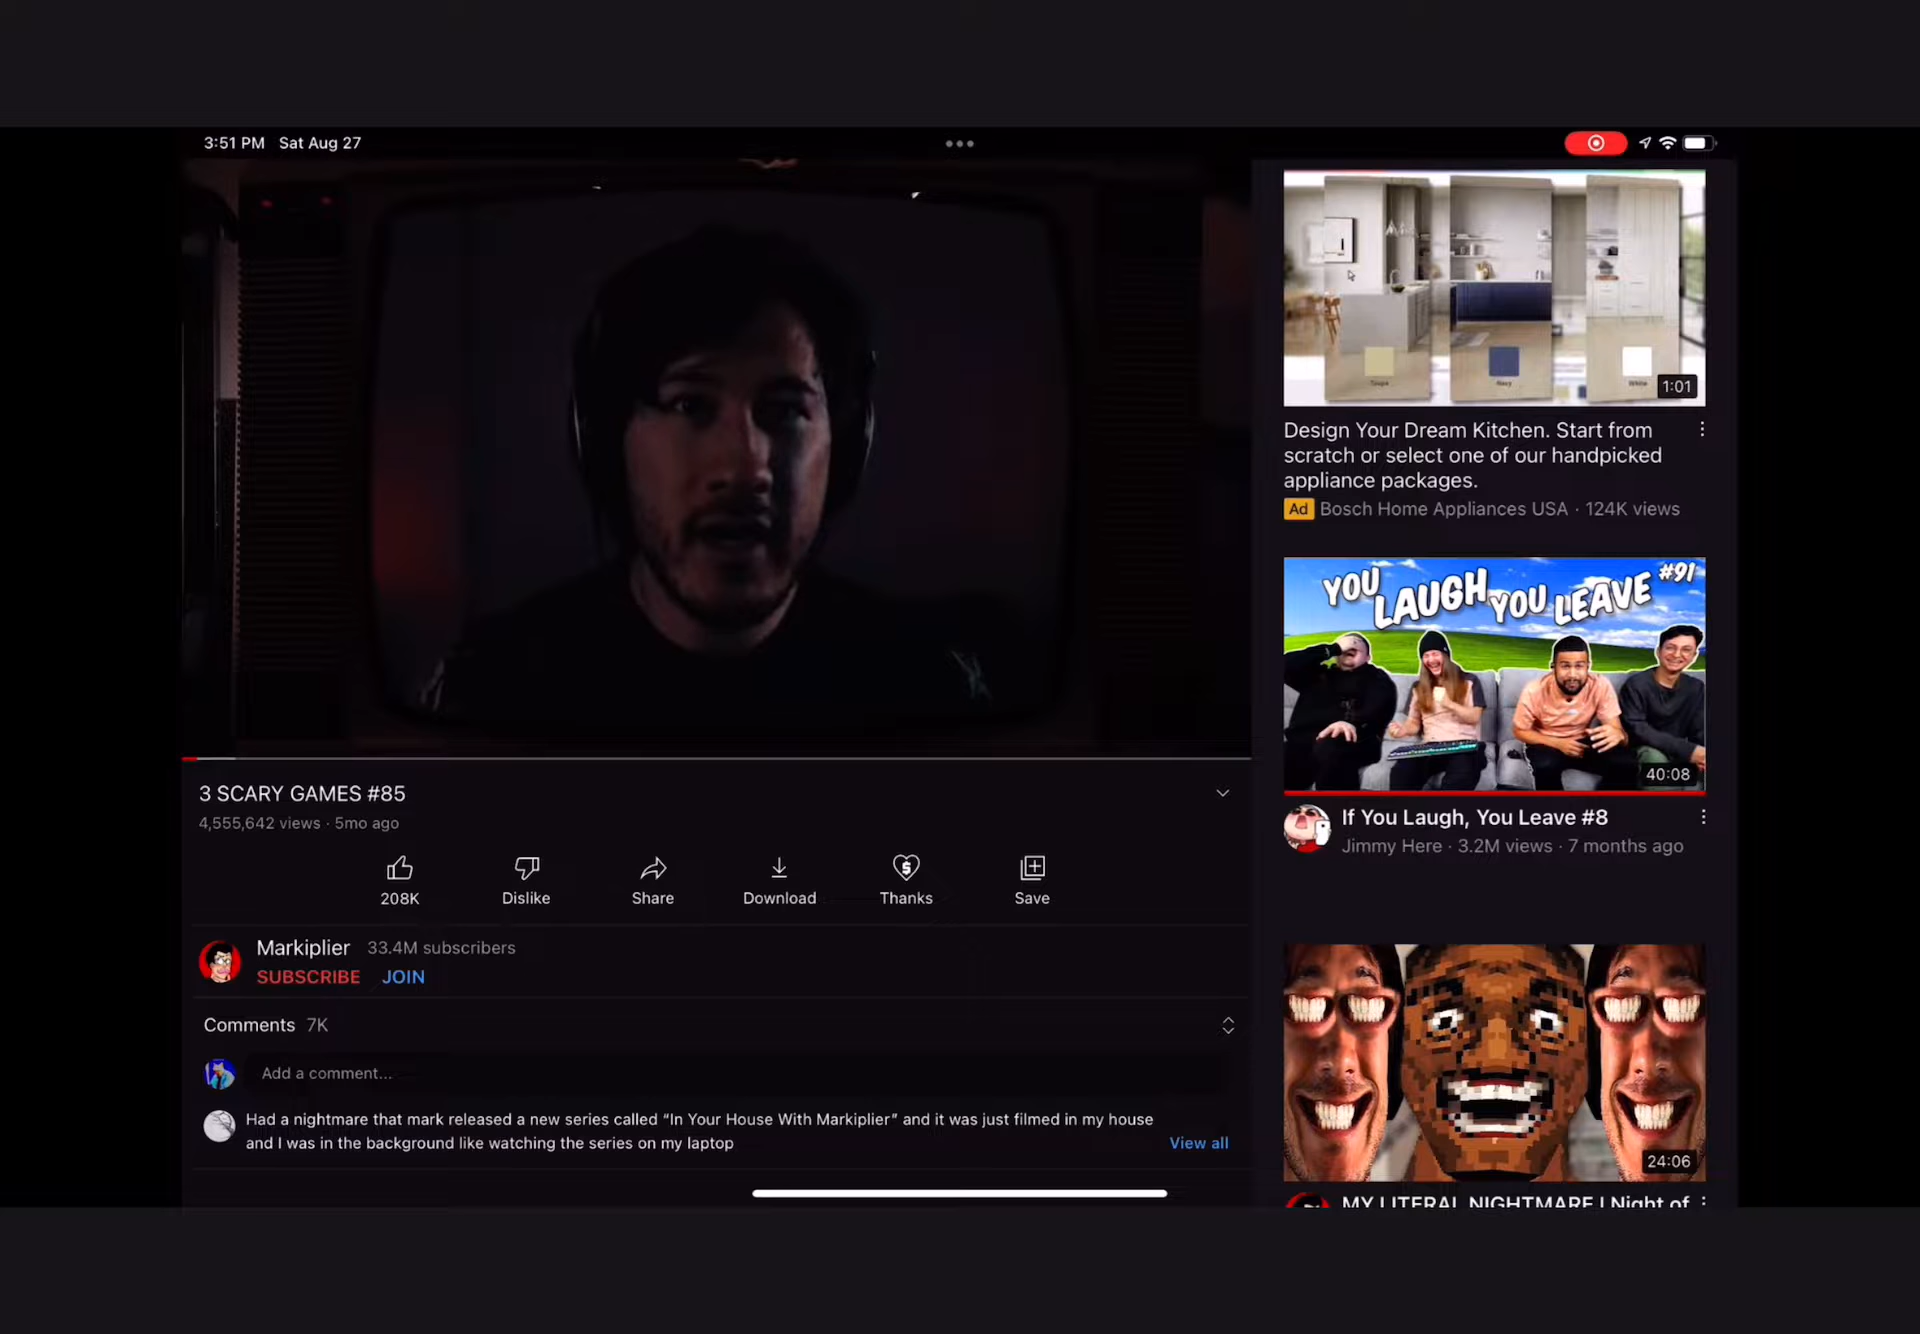 3:51 PM Sat Aug 27
3 SCARY GAMES #85
4,555,642 views · 5mo ago
208K
Dislike
Share
Download
Thanks
Save
Markiplier 33.4M subscribers
SUBSCRIBE JOIN
Comments 7K
Add a comment...
Had a nightmare that mark released a new series called “In Your House With Markiplier” and it was just filmed in my house
and I was in the background like watching the series on my laptop
View all
Taupe
Navy
White
1:01
Design Your Dream Kitchen. Start from
scratch or select one of our handpicked
appliance packages.
Ad Bosch Home Appliances USA · 124K views
YOU LAUGH YOU LEAVE #91
40:08
If You Laugh, You Leave #8
Jimmy Here · 3.2M views · 7 months ago
24:06
MY LITERAL NIGHTMARE | Night of